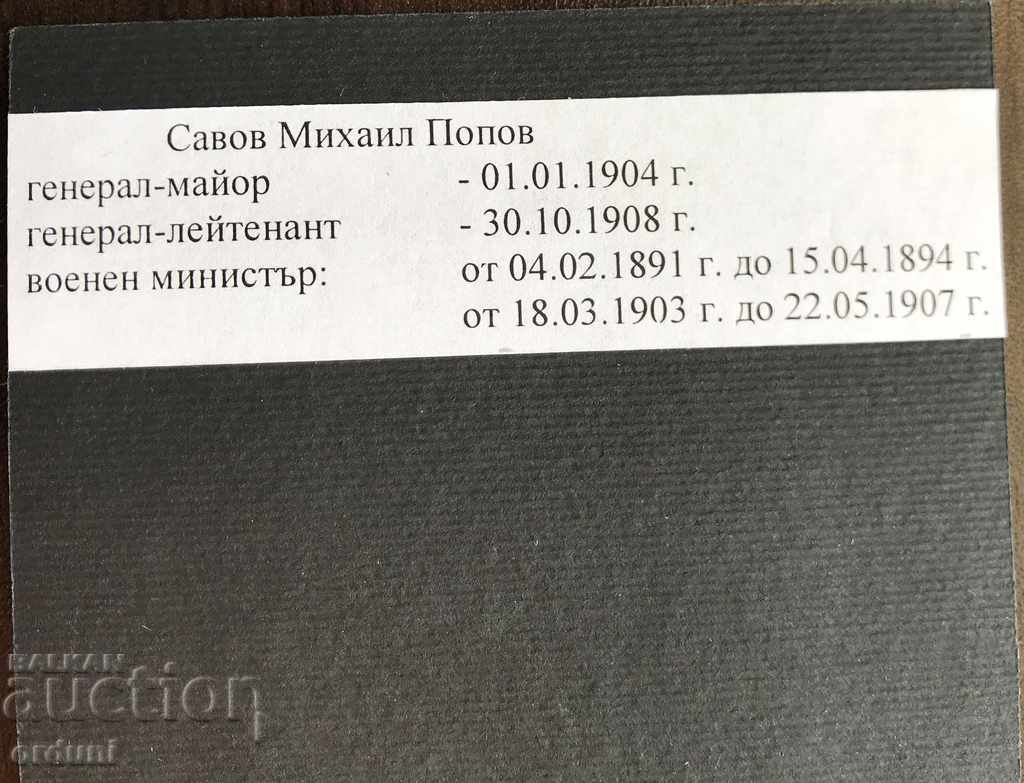 Савов Михаил Попов
генерал-майор - 01.01.1904 г.
генерал-лейтенант - 30.10.1908 г.
военен министър: от 04.02.1891 г. до 15.04.1894 г.
от 18.03.1903 г. до 22.05.1907 г.
BALKAN
auction
orduni